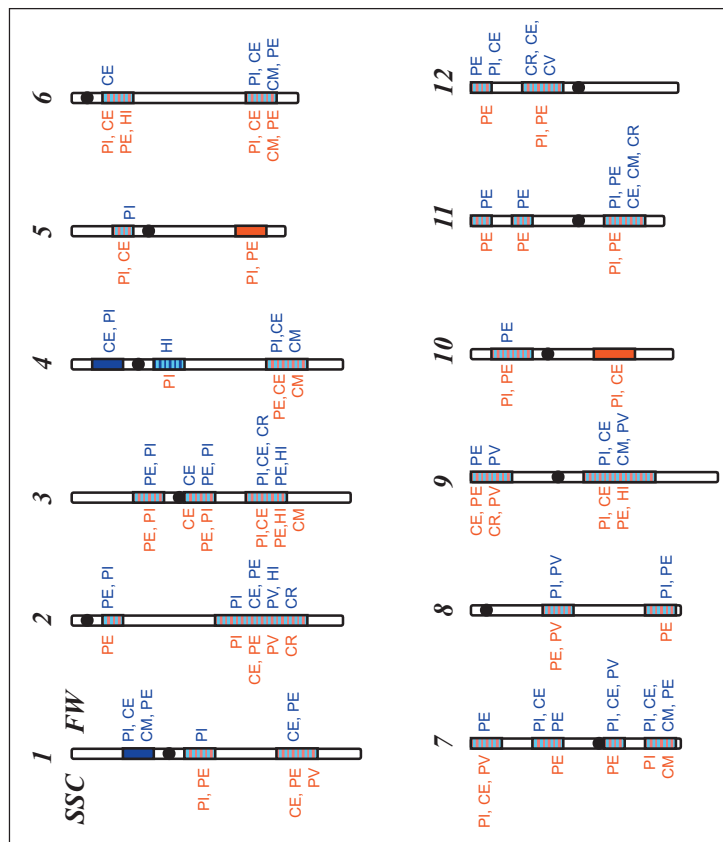 SSC
1
FW
PI, CE
CM, PE
PI, PE
PI
CE, PE
PV
CE, PE
2
PE
PE, PI
PI
CE, PE
PV
CR
PI
CE, PE
PV, HI
CR
3
PE, PI
PE, PI
CE
PE, PI
CE
PE, PI
PI,CE
PE,HI
CM
PI,CE, CR
PE,HI
4
CE, PI
PI
HI
PE,CE
CM
PI,CE
CM
5
PI, CE
PI
PI, PE
6
PI, CE
PE, HI
CE
PI, CE
CM, PE
PI, CE
CM, PE
7
PI, CE, PV
PE
PE
PI, CE
PE
PE
PI, CE, PV
PI
CM
PI, CE,
CM, PE
8
PE, PV
PI, PV
PE
PI, PE
9
CE, PE
CR, PV
PE
PV
PI, CE
PE, HI
PI, CE
CM, PV
10
PI, PE
PE
PI, CE
11
PE
PE
PE
PE
PI, PE
PI, PE
CE, CM, CR
12
PE
PE
PI, CE
PI, PE
CR, CE,
CV